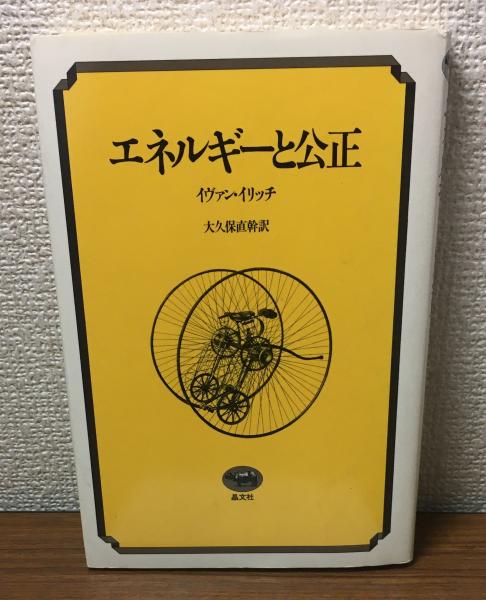 エネルギーと公正
イヴァン・イリッチ
大久保直幹訳
晶文社